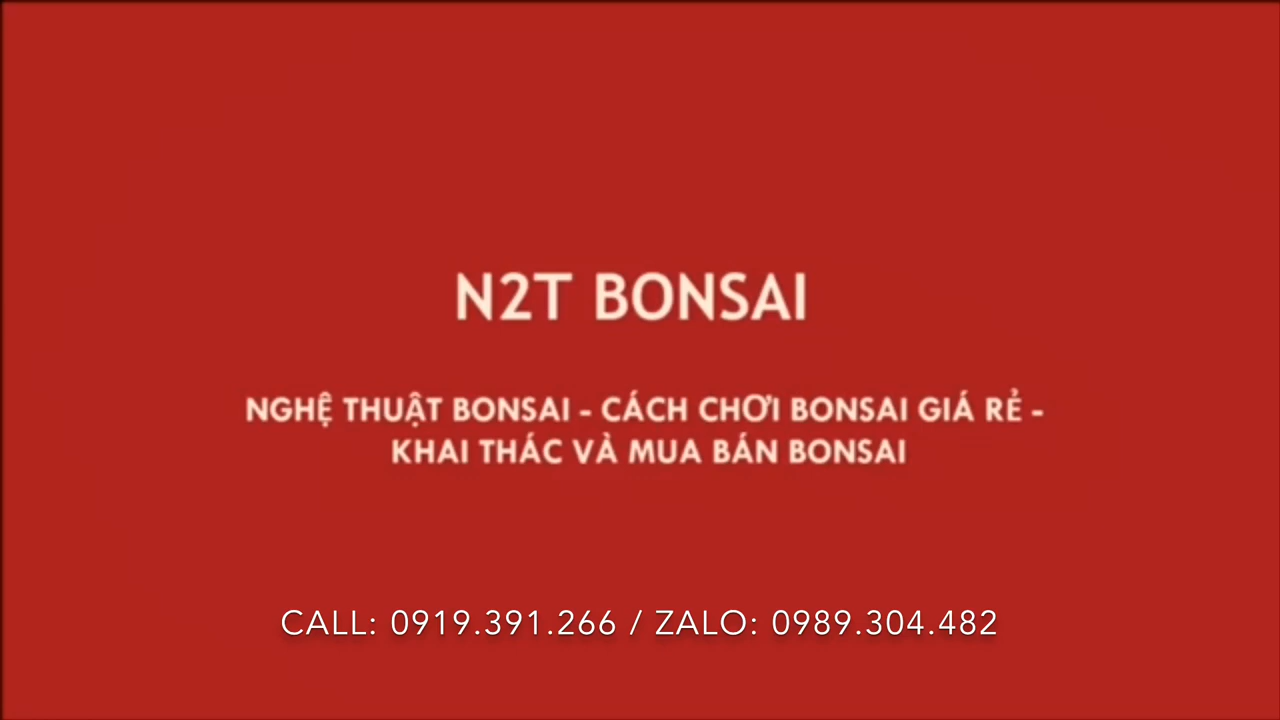 N2T BONSAI
NGHỆ THUẬT BONSAI - CÁCH CHƠI BONSAI GIÁ RẺ -
KHAI THÁC VÀ MUA BÁN BONSAI
CALL: 0919.391.266 / ZALO: 0989.304.482